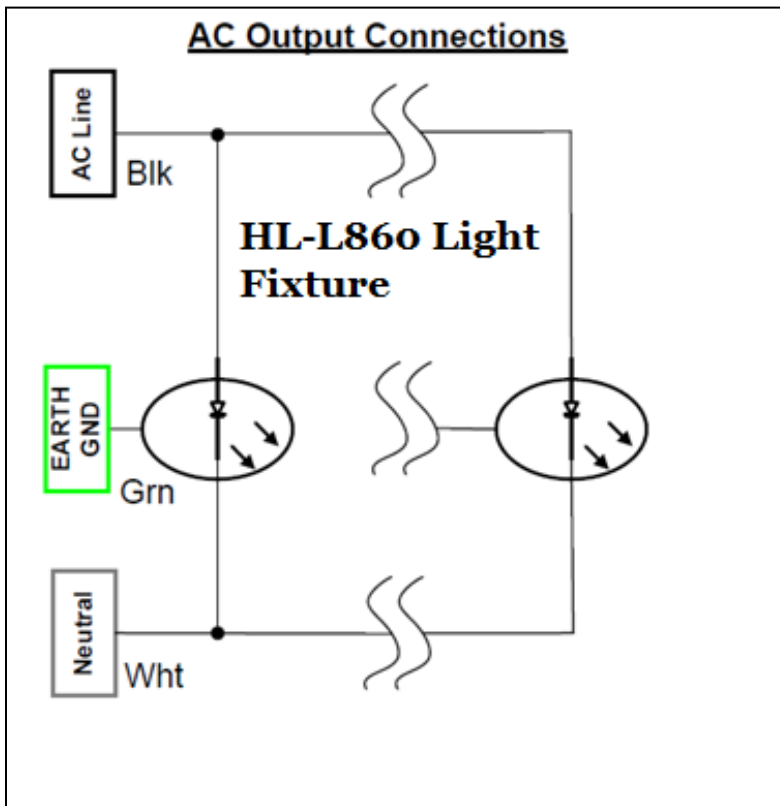 AC Output Connections
AC Line
Blk
HL-L860 Light
Fixture
EARTH
GND
Grn
Neutral
Wht